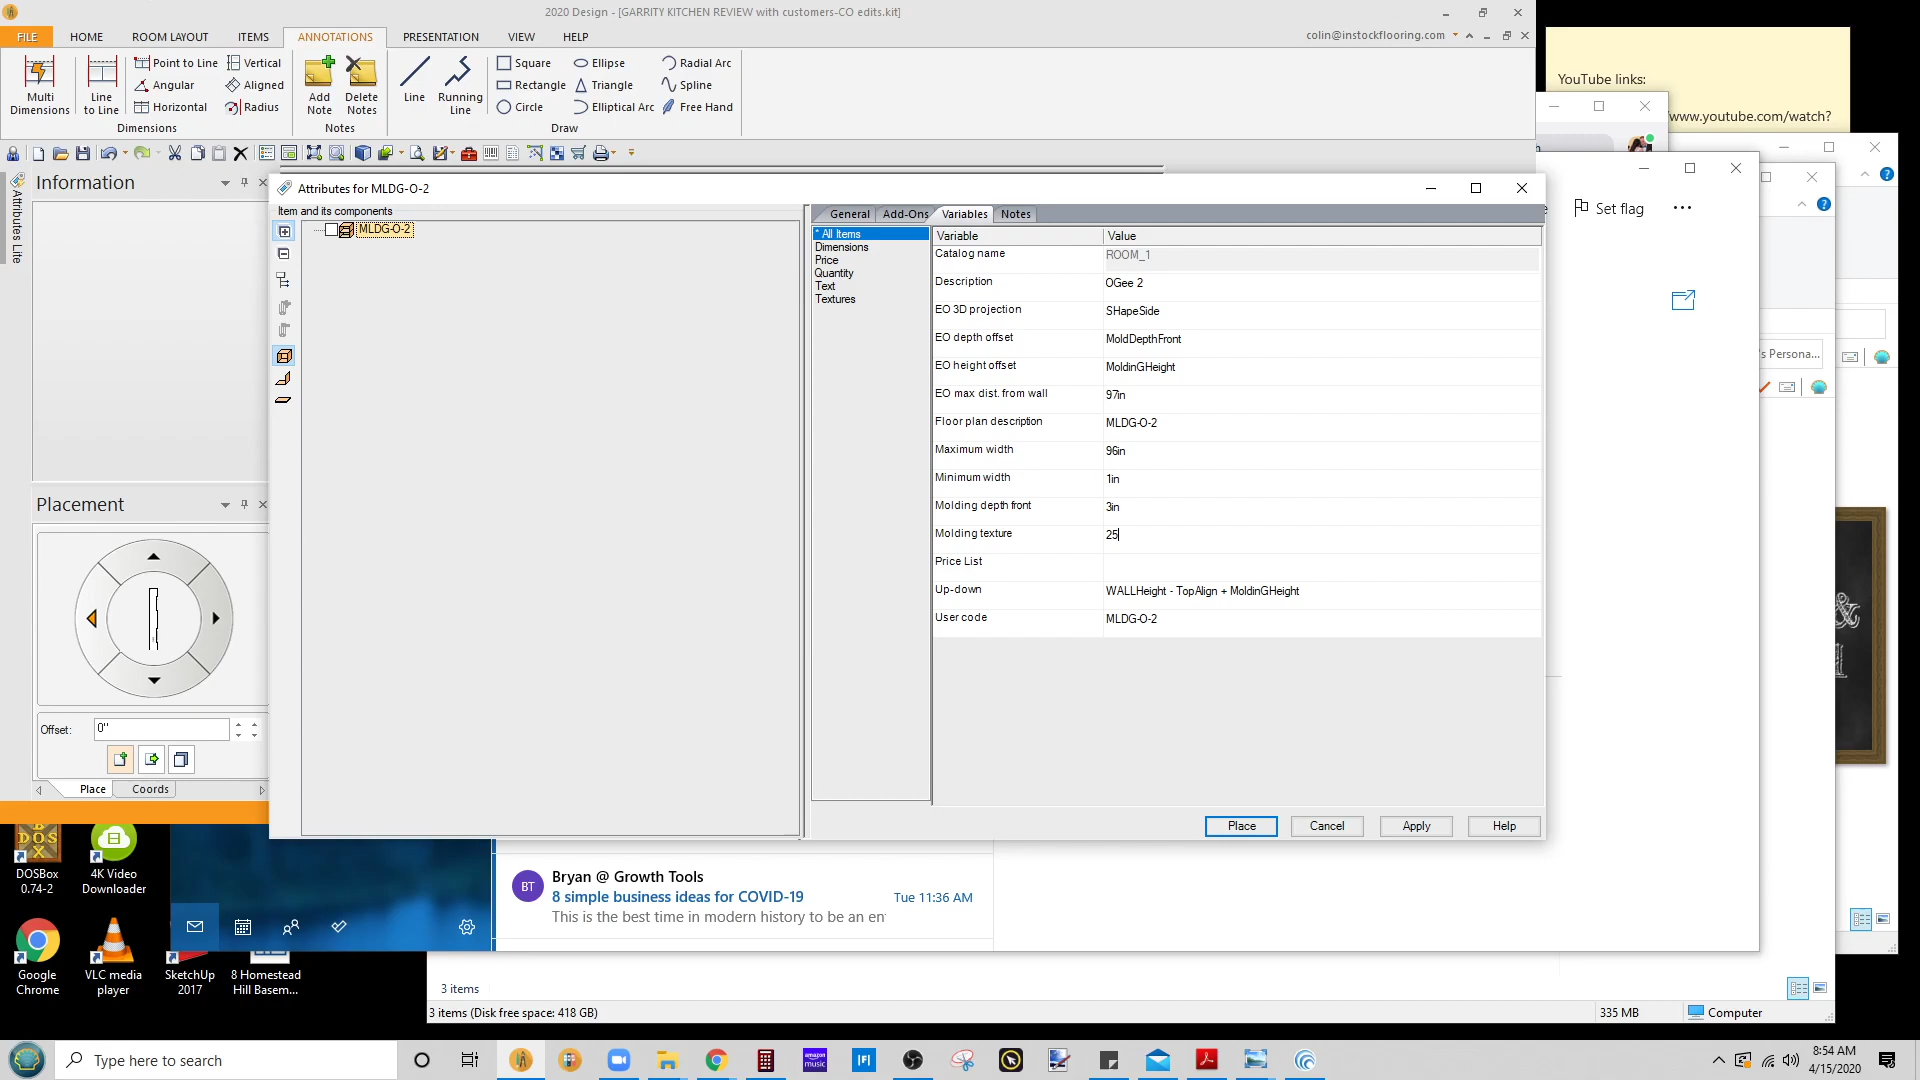 2020 Design - [GARRITY KITCHEN REVIEW with customers-CO edits.kit]
FILE HOME ROOM LAYOUT ITEMS ANNOTATIONS PRESENTATION VIEW HELP
colin@instockflooring.com
Multi Dimensions
Line to Line
Point to Line
Vertical
Angular
Aligned
Horizontal
Radius
Dimensions
Add Note
Delete Notes
Notes
Line
Running Line
Square
Ellipse
Radial Arc
Rectangle
Triangle
Spline
Circle
Elliptical Arc
Free Hand
Draw
YouTube links:
www.youtube.com/watch?
Set flag
's Persona...
Attributes Lite
Information
Placement
Offset: 0"
Place Coords
Attributes for MLDG-O-2
Item and its components
MLDG-O-2
General Add-Ons Variables Notes
* All Items
Dimensions
Price
Quantity
Text
Textures
Variable Value
Catalog name ROOM_1
Description OGee 2
EO 3D projection SHapeSide
EO depth offset MoldDepthFront
EO height offset MoldinGHeight
EO max dist. from wall 97in
Floor plan description MLDG-O-2
Maximum width 96in
Minimum width 1in
Molding depth front 3in
Molding texture 25
Price List
Up-down WALLHeight - TopAlign + MoldinGHeight
User code MLDG-O-2
Place Cancel Apply Help
DOS
BOX
DOSBox 0.74-2
4K Video Downloader
BT
Bryan @ Growth Tools
8 simple business ideas for COVID-19 Tue 11:36 AM
This is the best time in modern history to be an en
Google Chrome
VLC media player
SketchUp 2017
8 Homestead Hill Basem...
3 items
3 items (Disk free space: 418 GB) 335 MB Computer
&
Type here to search
amazon music
8:54 AM
4/15/2020